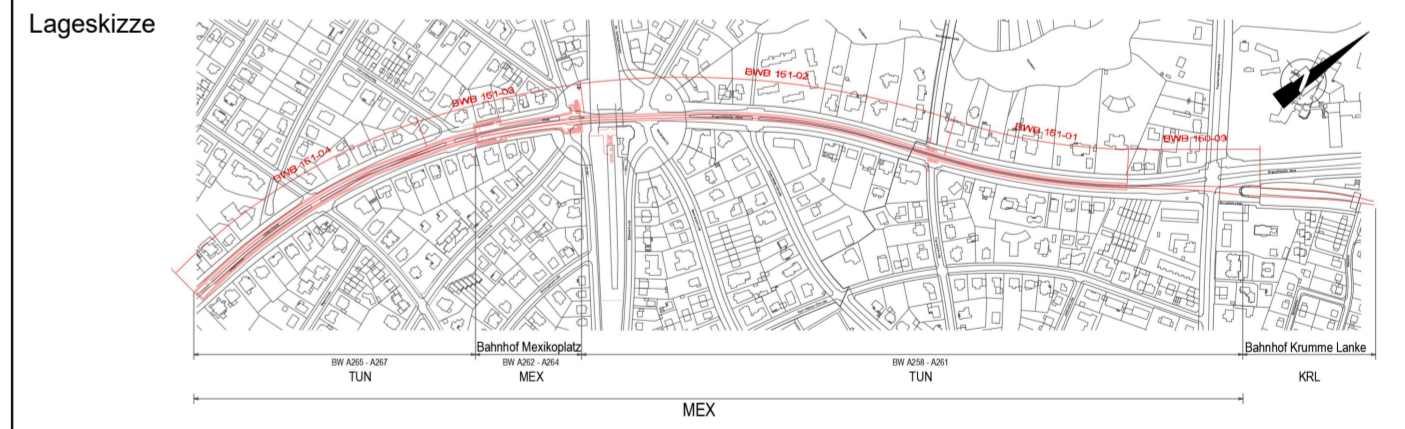 Lageskizze
BWB 151-04
BWB 151-03
BWB 151-02
BWB 151-01
BWB 150-03
Bahnhof Mexikoplatz
Bahnhof Krumme Lanke
BW A265 - A267
BW A262 - A264
BW A258 - A261
TUN
MEX
TUN
KRL
MEX